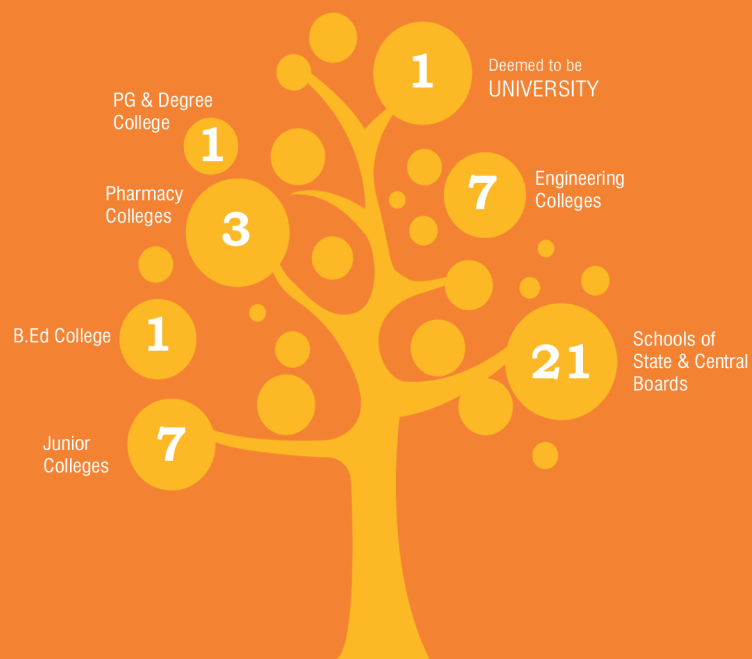 1
Deemed to be
UNIVERSITY
PG & Degree
College
1
7
Engineering
Colleges
Pharmacy
Colleges
3
B.Ed College
1
21
Schools of
State & Central
Boards
Junior
Colleges
7